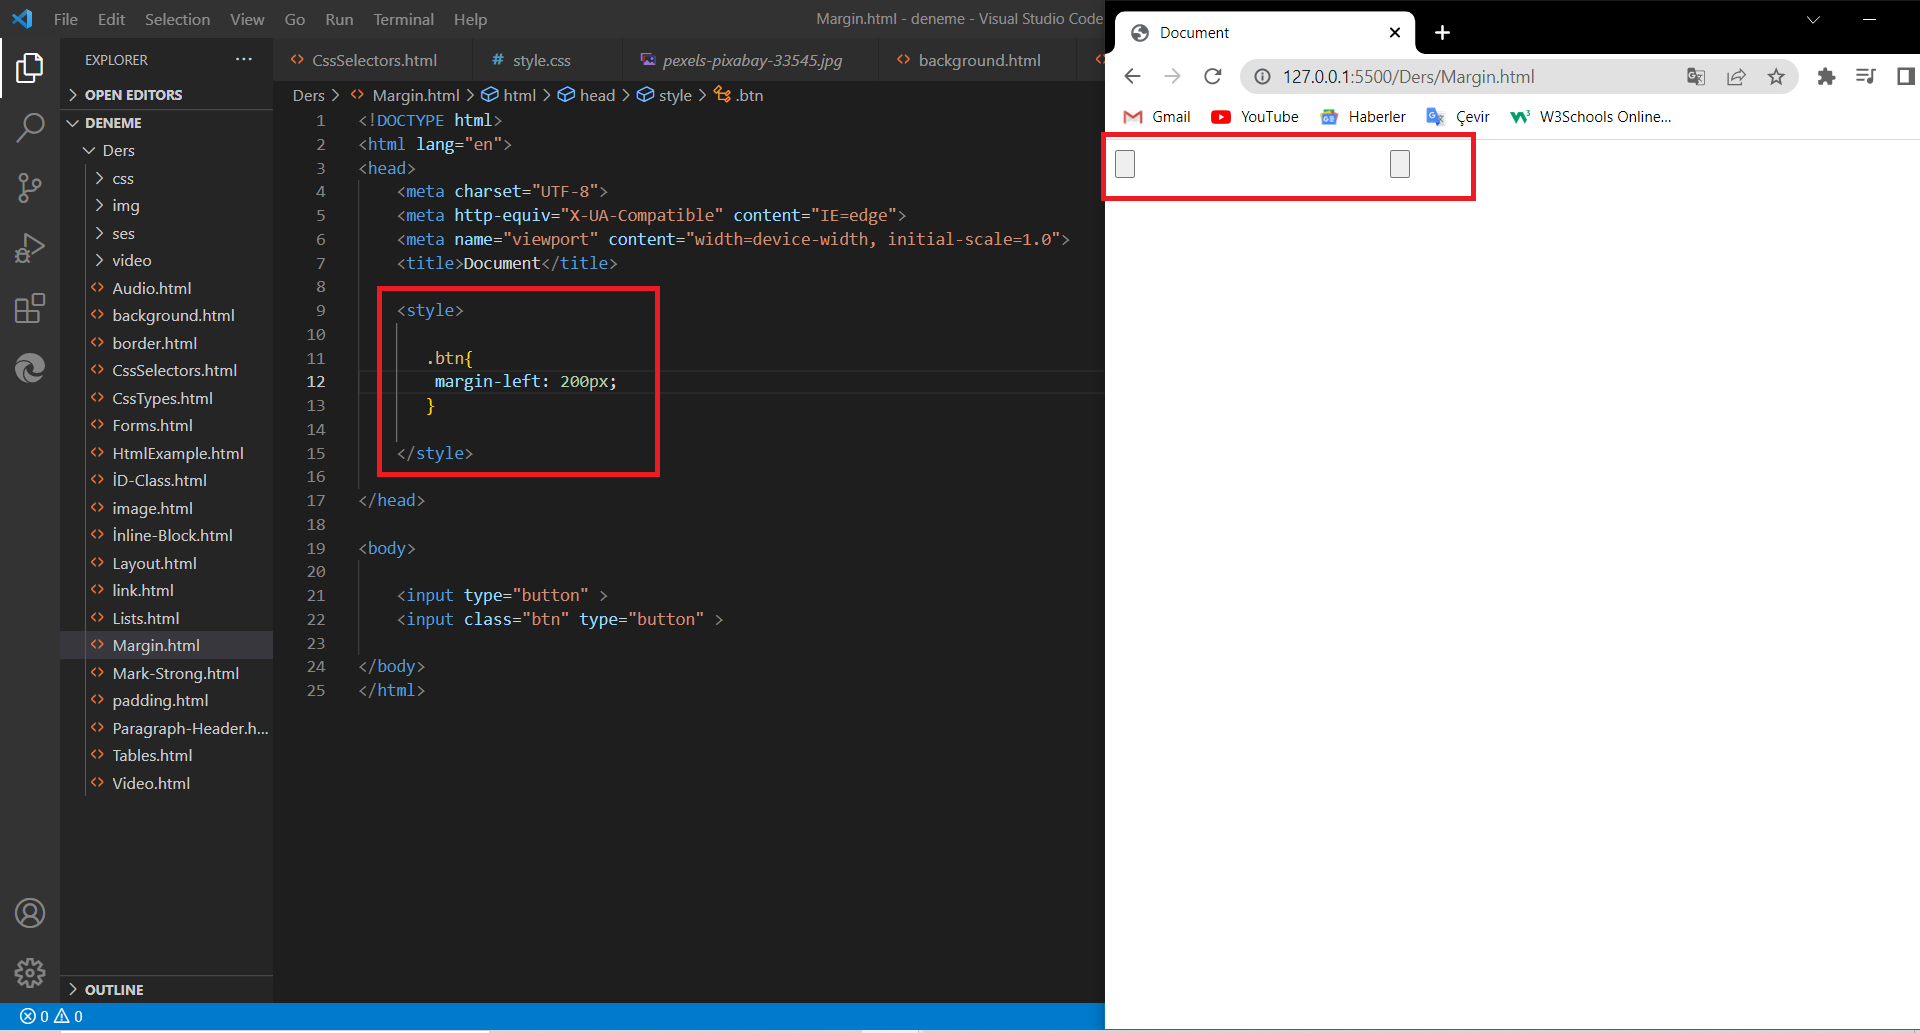 File Edit Selection View Go Run Terminal Help
Margin.html - deneme - Visual Studio Code
EXPLORER ...
OPEN EDITORS
DENEME
Ders
css
img
ses
video
Audio.html
background.html
border.html
CssSelectors.html
CssTypes.html
Forms.html
HtmlExample.html
İD-Class.html
image.html
İnline-Block.html
Layout.html
link.html
Lists.html
Margin.html
Mark-Strong.html
padding.html
Paragraph-Header.h...
Tables.html
Video.html
OUTLINE
0 0
CssSelectors.html # style.css pexels-pixabay-33545.jpg background.html
Ders > Margin.html > html > head > style > .btn
1 <!DOCTYPE html>
2 <html lang="en">
3 <head>
4 <meta charset="UTF-8">
5 <meta http-equiv="X-UA-Compatible" content="IE=edge">
6 <meta name="viewport" content="width=device-width, initial-scale=1.0">
7 <title>Document</title>
8
9 <style>
10
11 .btn{
12 margin-left: 200px;
13 }
14
15 </style>
16
17 </head>
18
19 <body>
20
21 <input type="button" >
22 <input class="btn" type="button" >
23
24 </body>
25 </html>
Document
127.0.0.1:5500/Ders/Margin.html
Gmail YouTube Haberler Çevir W3Schools Online...